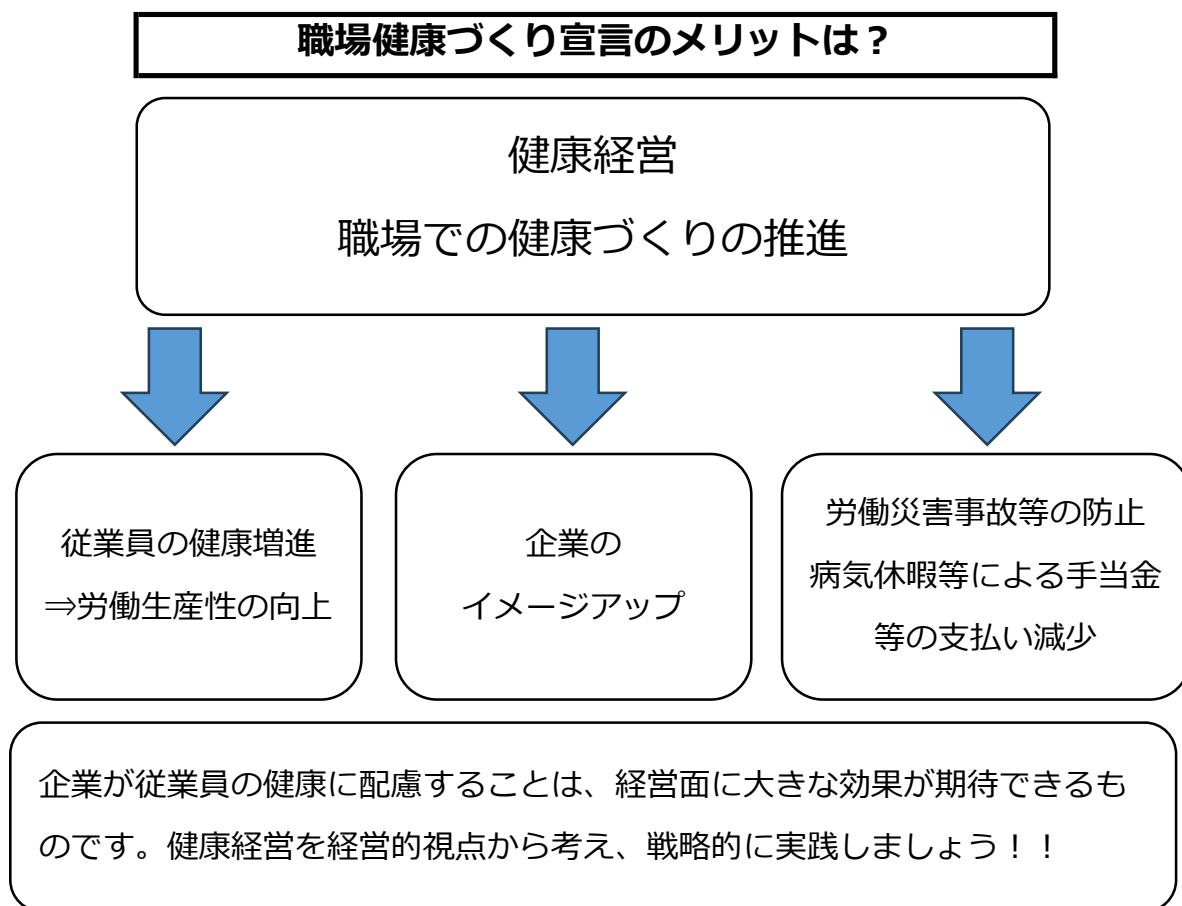 職場健康づくり宣言のメリットは？
健康経営
職場での健康づくりの推進
従業員の健康増進
⇒労働生産性の向上
企業の
イメージアップ
労働災害事故等の防止
病気休暇等による手当金
等の支払い減少
企業が従業員の健康に配慮することは、経営面に大きな効果が期待できるも
のです。健康経営を経営的視点から考え、戦略的に実践しましょう！！